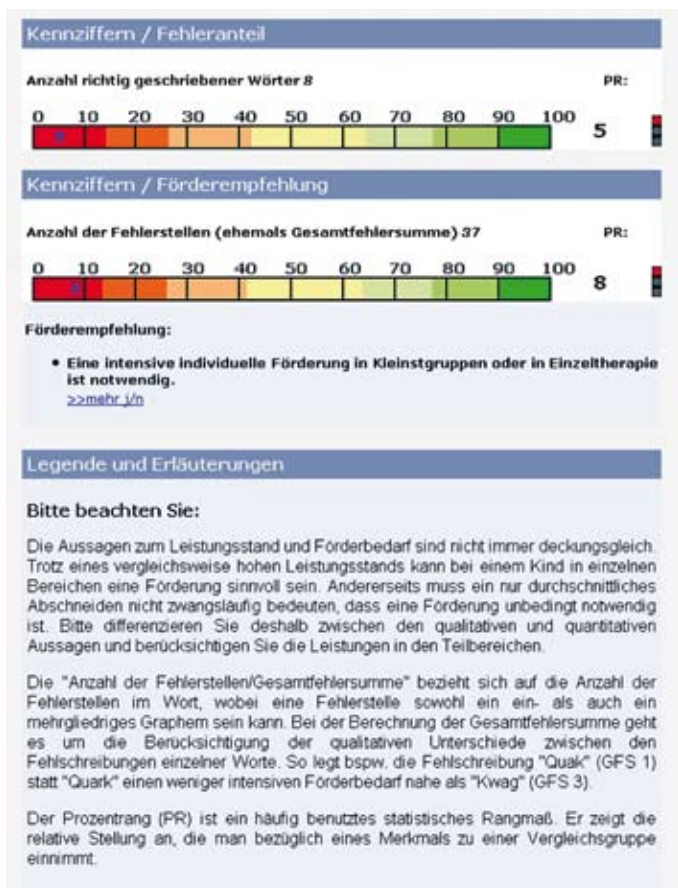 Kennziffern / Fehleranteil
Anzahl richtig geschriebener Wörter 8 PR:
0 10 20 30 40 50 60 70 80 90 100
5
Kennziffern / Förderempfehlung
Anzahl der Fehlerstellen (ehemals Gesamtfehlersumme) 37 PR:
0 10 20 30 40 50 60 70 80 90 100
8
Förderempfehlung:
• Eine intensive individuelle Förderung in Kleinstgruppen oder in Einzeltherapie
ist notwendig.
>>mehr j/n
Legende und Erläuterungen
Bitte beachten Sie:
Die Aussagen zum Leistungsstand und Förderbedarf sind nicht immer deckungsgleich.
Trotz eines vergleichsweise hohen Leistungsstands kann bei einem Kind in einzelnen
Bereichen eine Förderung sinnvoll sein. Andererseits muss ein nur durchschnittliches
Abschneiden nicht zwangsläufig bedeuten, dass eine Förderung unbedingt notwendig
ist. Bitte differenzieren Sie deshalb zwischen den qualitativen und quantitativen
Aussagen und berücksichtigen Sie die Leistungen in den Teilbereichen.
Die "Anzahl der Fehlerstellen/Gesamtfehlersumme" bezieht sich auf die Anzahl der
Fehlerstellen im Wort, wobei eine Fehlerstelle sowohl ein ein- als auch ein
mehrgliedriges Graphem sein kann. Bei der Berechnung der Gesamtfehlersumme geht
es um die Berücksichtigung der qualitativen Unterschiede zwischen den
Fehlschreibungen einzelner Worte. So legt bspw. die Fehlschreibung "Quak" (GFS 1)
statt "Quark" einen weniger intensiven Förderbedarf nahe als "Kwag" (GFS 3).
Der Prozentrang (PR) ist ein häufig benutztes statistisches Rangmaß. Er zeigt die
relative Stellung an, die man bezüglich eines Merkmals zu einer Vergleichsgruppe
einnimmt.